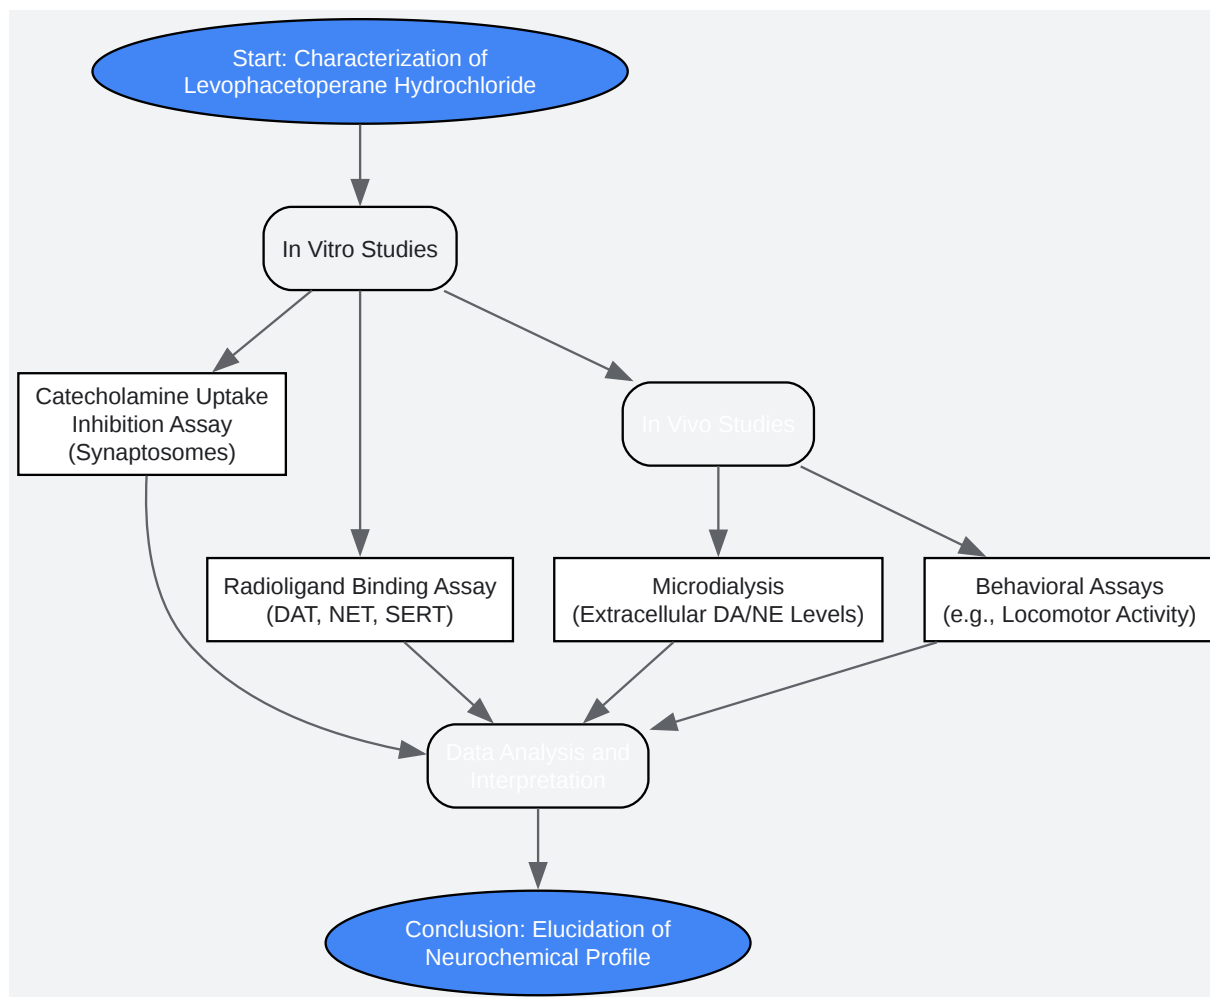 Start: Characterization of
Levophacetoperane Hydrochloride
In Vitro Studies
Catecholamine Uptake
Inhibition Assay
(Synaptosomes)
In Vivo Studies
Radioligand Binding Assay
(DAT, NET, SERT)
Microdialysis
(Extracellular DA/NE Levels)
Behavioral Assays
(e.g., Locomotor Activity)
Data Analysis and
Interpretation
Conclusion: Elucidation of
Neurochemical Profile